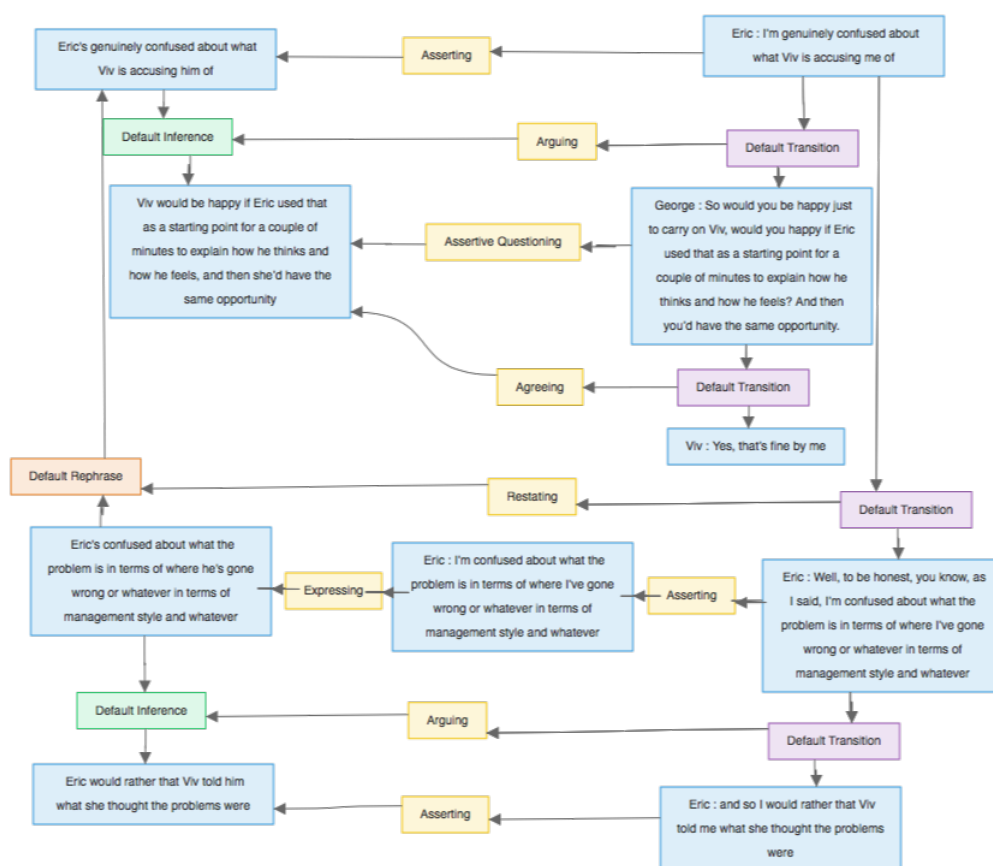 Eric's genuinely confused about what
Viv is accusing him of
Asserting
Eric : I'm genuinely confused about
what Viv is accusing me of
Default Inference
Arguing
Default Transition
Viv would be happy if Eric used that
as a starting point for a couple of
minutes to explain how he thinks and
how he feels, and then she'd have the
same opportunity
Assertive Questioning
George : So would you be happy just
to carry on Viv, would you happy if Eric
used that as a starting point for a
couple of minutes to explain how he
thinks and how he feels? And then
you'd have the same opportunity.
Agreeing
Default Transition
Viv : Yes, that's fine by me
Default Rephrase
Restating
Default Transition
Eric's confused about what the
problem is in terms of where he's gone
wrong or whatever in terms of
management style and whatever
Expressing
Eric : I'm confused about what the
problem is in terms of where I've gone
wrong or whatever in terms of
management style and whatever
Asserting
Eric : Well, to be honest, you know, as
I said, I'm confused about what the
problem is in terms of where I've gone
wrong or whatever in terms of
management style and whatever
Default Inference
Arguing
Default Transition
Eric would rather that Viv told him
what she thought the problems were
Asserting
Eric : and so I would rather that Viv
told me what she thought the problems
were